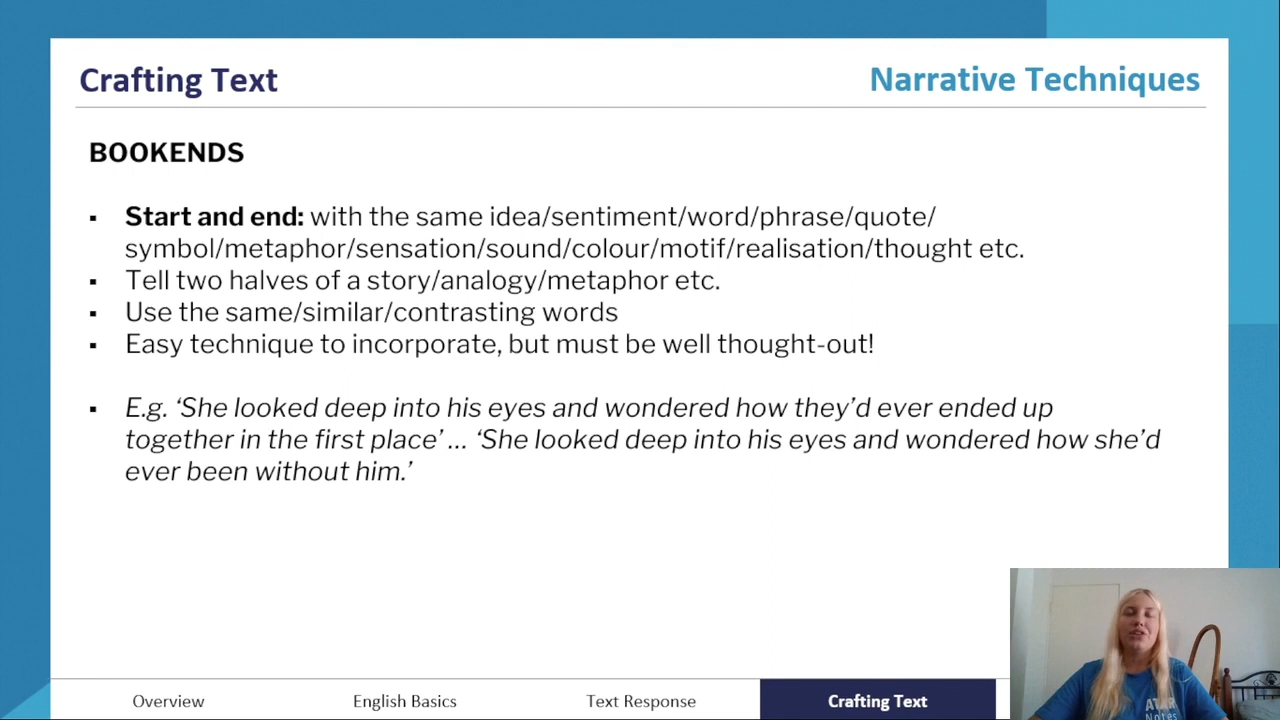 Crafting Text
Narrative Techniques
BOOKENDS
▪ Start and end: with the same idea/sentiment/word/phrase/quote/
symbol/metaphor/sensation/sound/colour/motif/realisation/thought etc.
▪ Tell two halves of a story/analogy/metaphor etc.
▪ Use the same/similar/contrasting words
▪ Easy technique to incorporate, but must be well thought-out!
▪ E.g. ‘She looked deep into his eyes and wondered how they’d ever ended up
together in the first place’ ... ‘She looked deep into his eyes and wondered how she’d
ever been without him.’
Overview
English Basics
Text Response
Crafting Text
ATAR
Notes